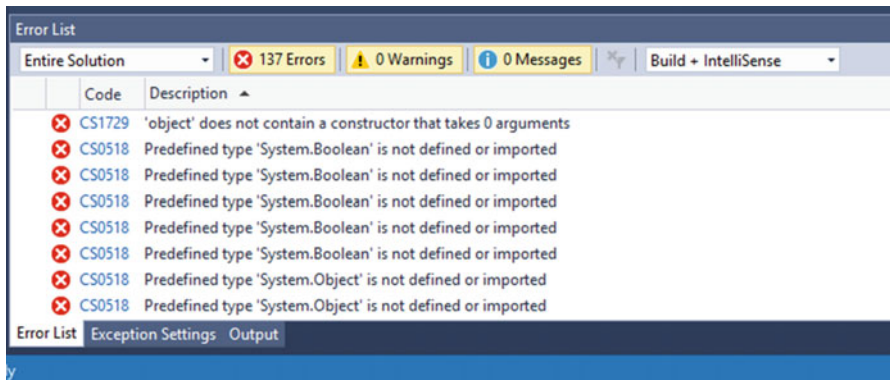 Error List
Entire Solution 137 Errors 0 Warnings 0 Messages Build + IntelliSense
Code Description
CS1729 'object' does not contain a constructor that takes 0 arguments
CS0518 Predefined type 'System.Boolean' is not defined or imported
CS0518 Predefined type 'System.Boolean' is not defined or imported
CS0518 Predefined type 'System.Boolean' is not defined or imported
CS0518 Predefined type 'System.Boolean' is not defined or imported
CS0518 Predefined type 'System.Boolean' is not defined or imported
CS0518 Predefined type 'System.Object' is not defined or imported
CS0518 Predefined type 'System.Object' is not defined or imported
Error List Exception Settings Output